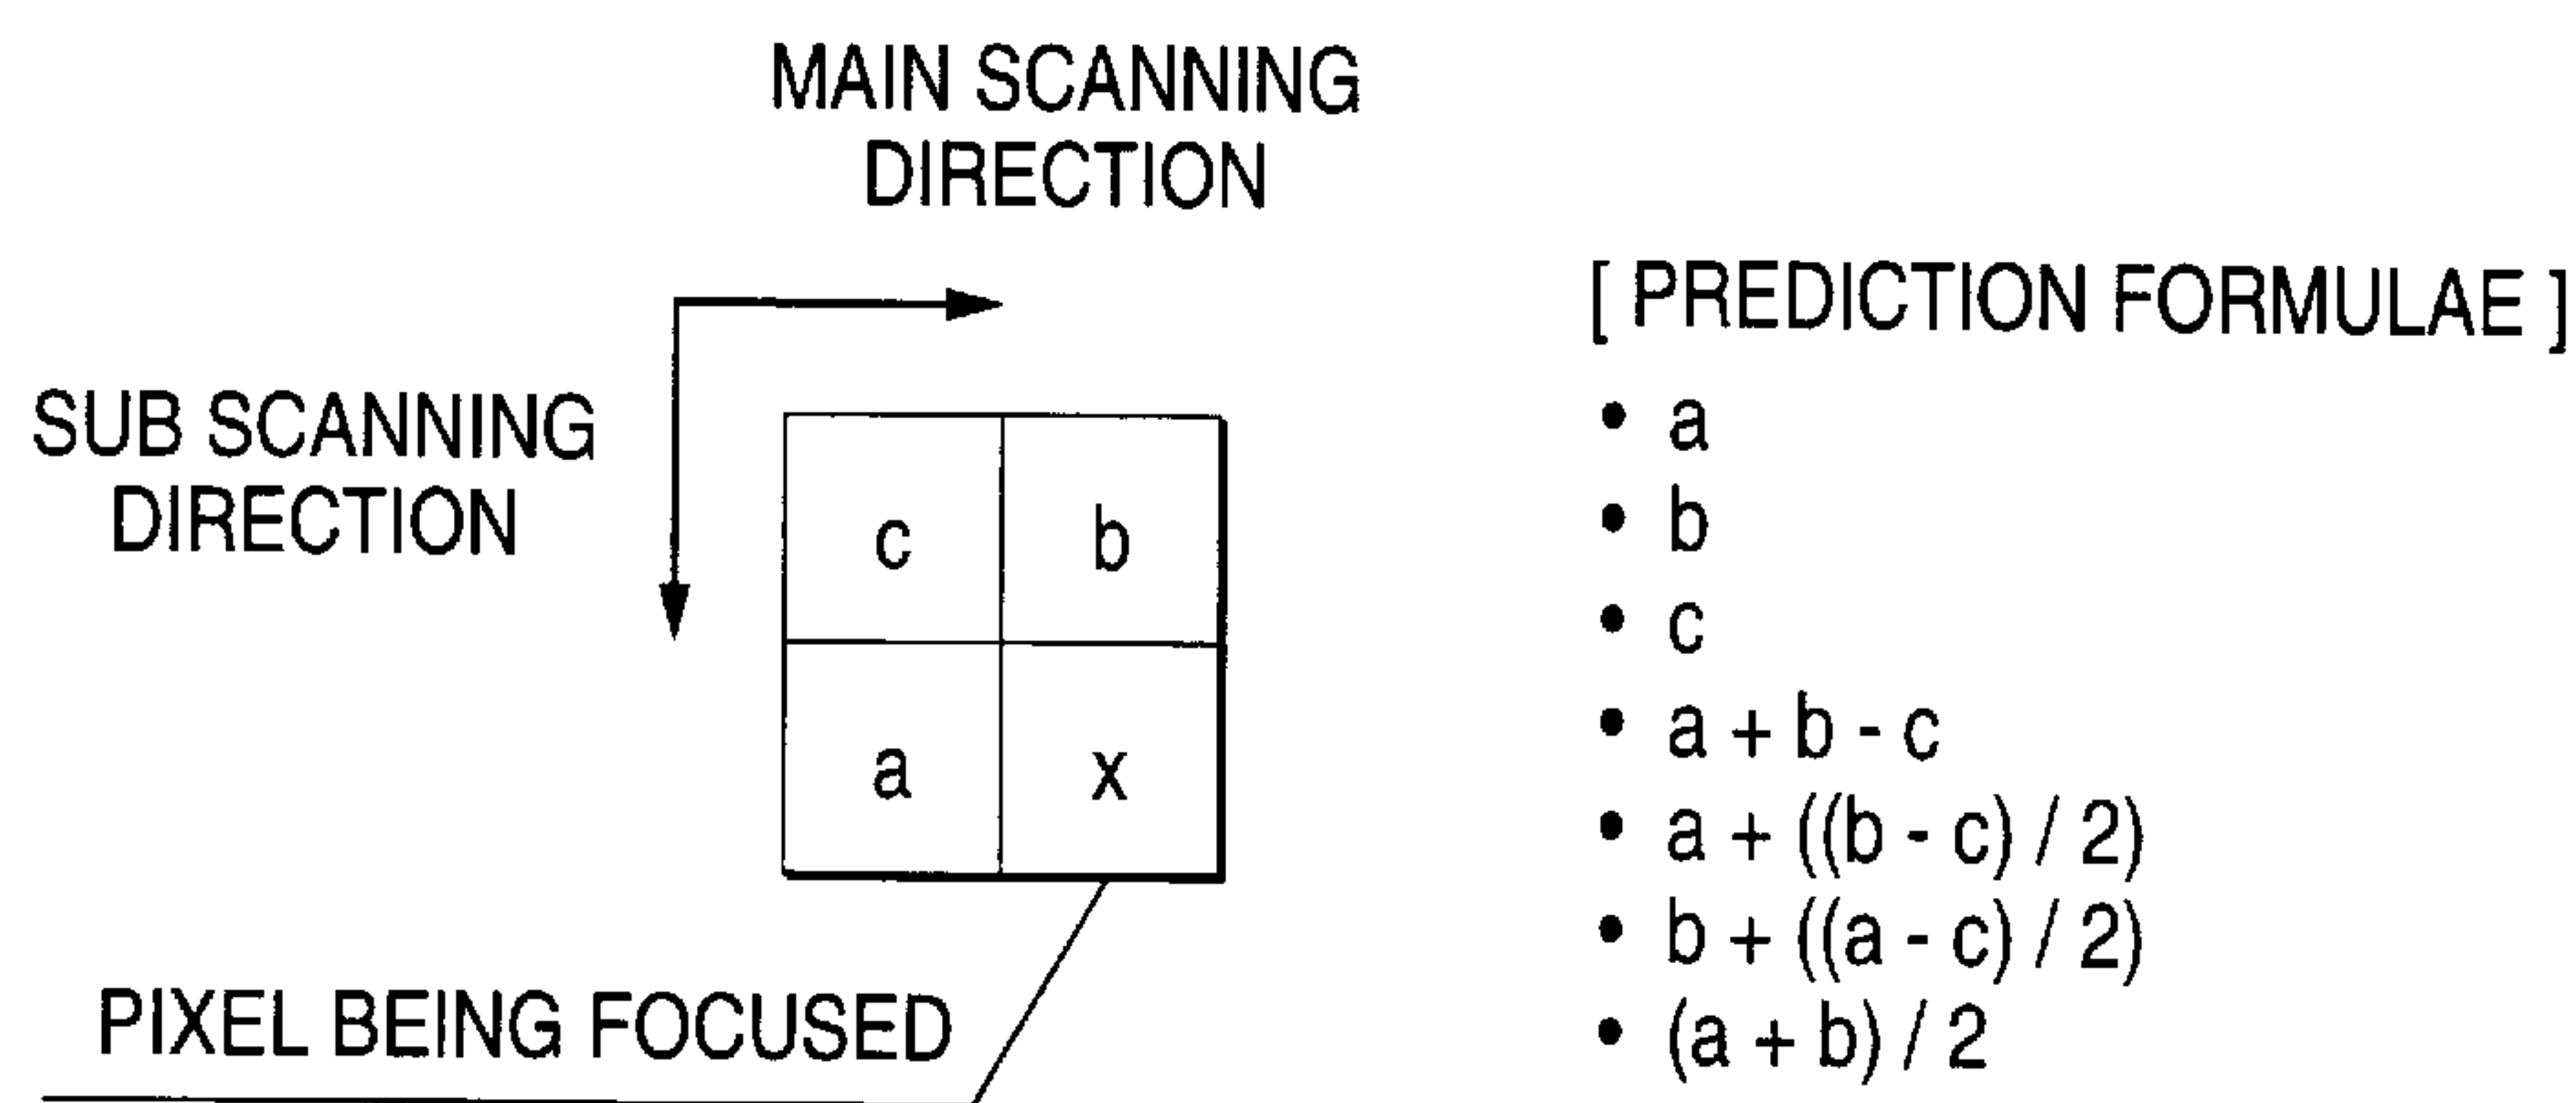 MAIN SCANNING
DIRECTION
SUB SCANNING
DIRECTION
c b
a x
PIXEL BEING FOCUSED
[ PREDICTION FORMULAE ]
• a
• b
• c
• a + b - c
• a + ((b - c) / 2)
• b + ((a - c) / 2)
• (a + b) / 2